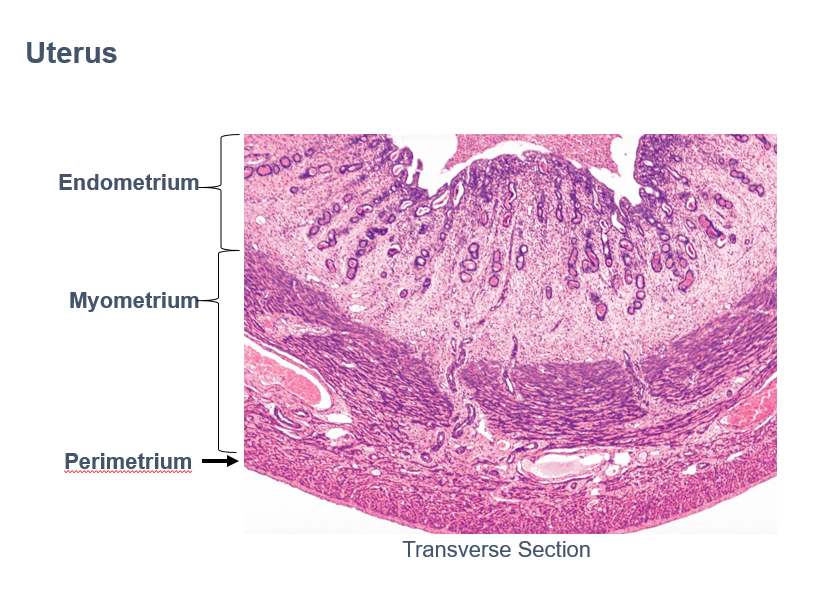 Uterus
Endometrium
Myometrium
Perimetrium
Transverse Section